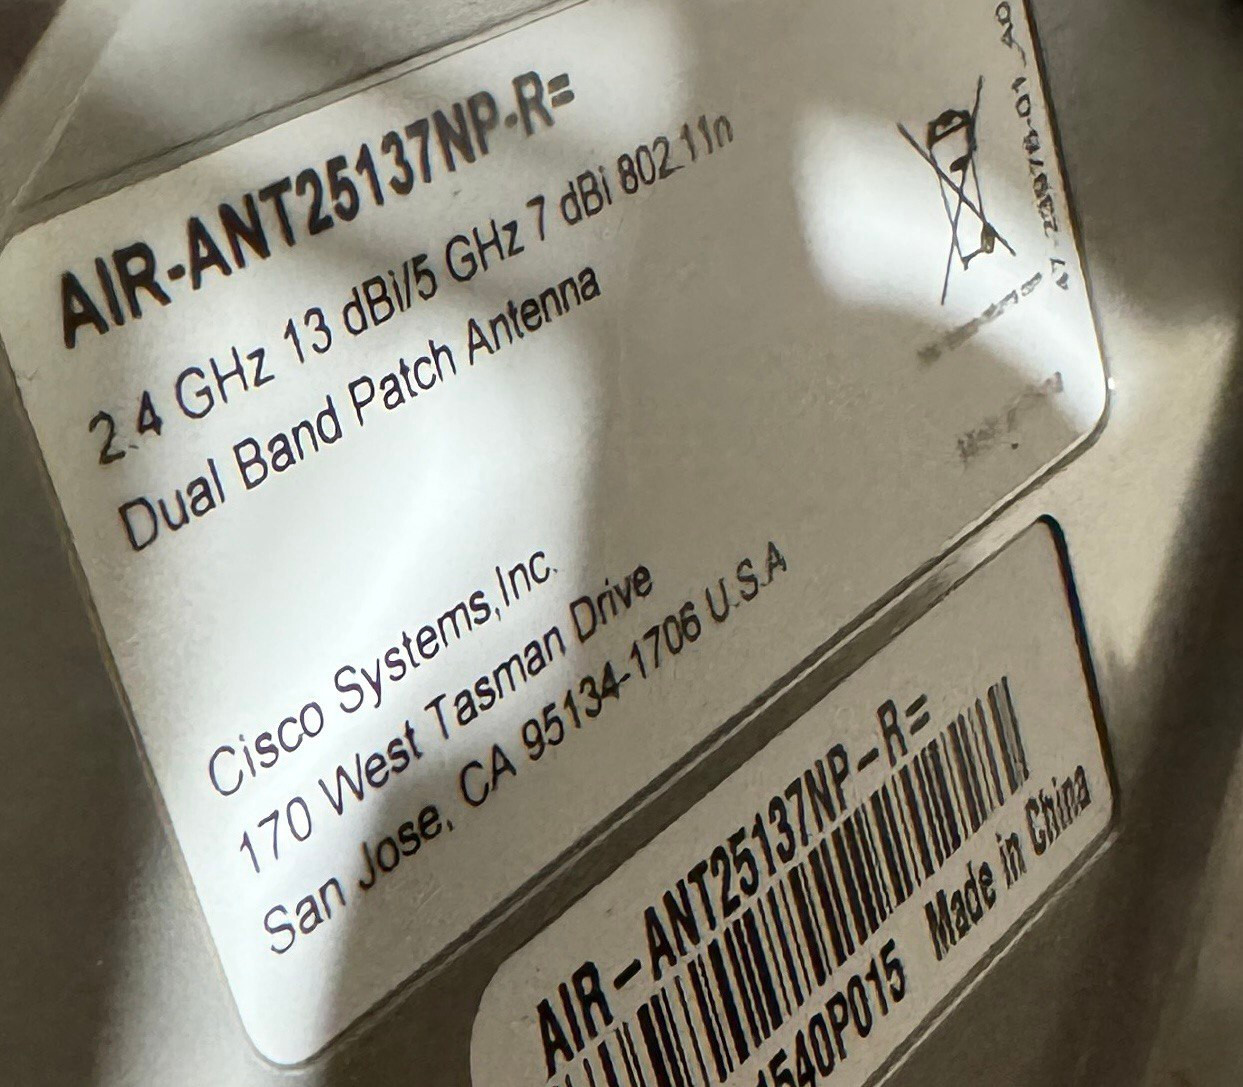 AIR-ANT25137NP-R=
2.4 GHz 13 dBi/5 GHz 7 dBi 802.11n
Dual Band Patch Antenna
Cisco Systems,Inc.
170 West Tasman Drive
San Jose, CA 95134-1706 U.S.A
AIR-ANT25137NP-R=
1540P015 Made in China